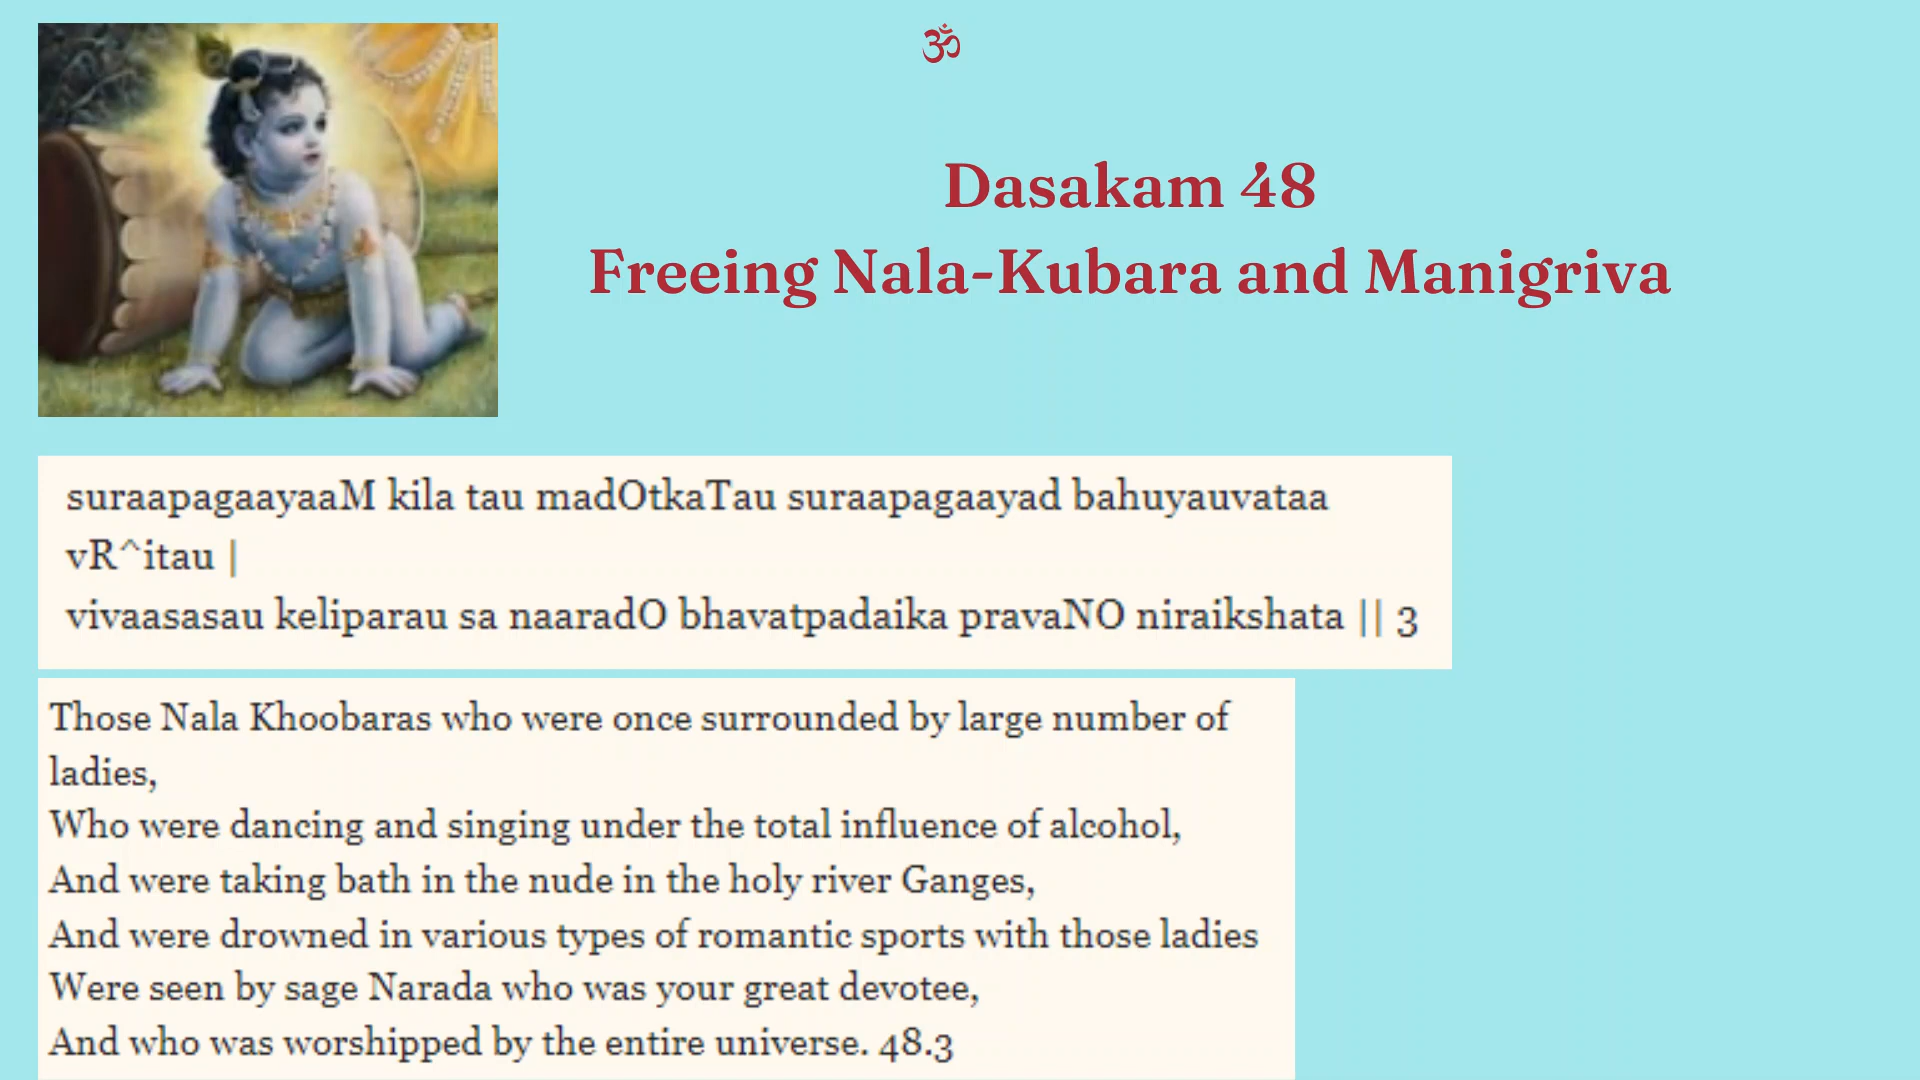 ॐ
Dasakam 48
Freeing Nala-Kubara and Manigriva
suraapagaayaaM kila tau madOtkaTau suraapagaayad bahuyauvataa
vR^itau |
vivaasasau keliparau sa naaradO bhavatpadaika pravaNO niraikshata || 3
Those Nala Khoobaras who were once surrounded by large number of
ladies,
Who were dancing and singing under the total influence of alcohol,
And were taking bath in the nude in the holy river Ganges,
And were drowned in various types of romantic sports with those ladies
Were seen by sage Narada who was your great devotee,
And who was worshipped by the entire universe. 48.3